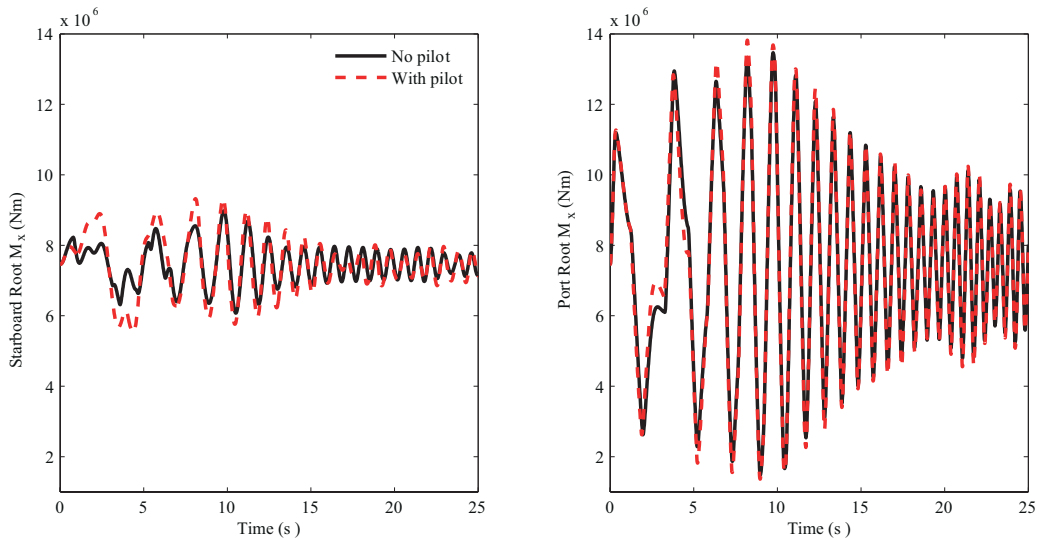 x 10^6
14
12
10
8
6
4
2
Starboard Root M_x (Nm)
No pilot
With pilot
0 5 10 15 20 25
Time (s )
x 10^6
14
12
10
8
6
4
2
Port Root M_x (Nm)
0 5 10 15 20 25
Time (s )